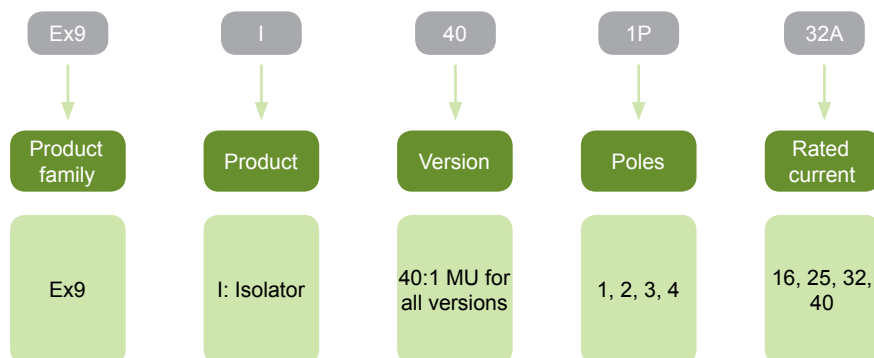 Ex9
I
40
1P
32A
Product
family
Product
Version
Poles
Rated
current
Ex9
I: Isolator
40:1 MU for
all versions
1, 2, 3, 4
16, 25, 32,
40